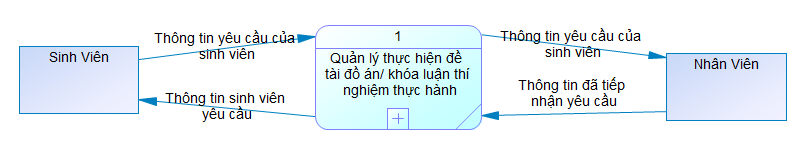 Thông tin yêu cầu của
sinh viên
Sinh Viên
Thông tin sinh viên
yêu cầu
1
Quản lý thực hiện đề
tài đồ án/ khóa luận thí
nghiệm thực hành
Thông tin yêu cầu của
sinh viên
Nhân Viên
Thông tin đã tiếp
nhận yêu cầu